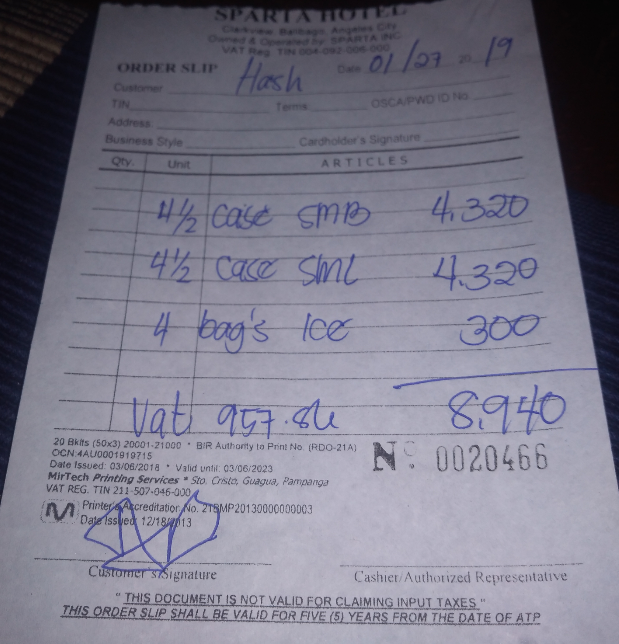 SPARTA HOTEL
Clarkview, Balibago, Angeles City
Owned & Operated by: SPARTA INC.
VAT Reg. TIN 004-092-006-000
ORDER SLIP Hash Date 01/27 20 19
Customer
TIN Terms OSCA/PWD ID No.
Address
Business Style Cardholder's Signature
Qty. Unit ARTICLES
4½ case SMB 4,320
4½ case SML 4,320
4 bag's Ice 300
Vat 957.86 8,940
20 Bklts (50x3) 20001-21000 * BIR Authority to Print No. (RDO-21A)
OCN:4AU0001919715
Date Issued: 03/06/2018 * Valid until: 03/06/2023
MirTech Printing Services * Sto. Cristo, Guagua, Pampanga
VAT REG. TIN 211-507-046-000
Nº 0020466
Printer's Accreditation No. 21SMP20130000000003
Date Issued: 12/18/2013
Customer's Signature Cashier/Authorized Representative
" THIS DOCUMENT IS NOT VALID FOR CLAIMING INPUT TAXES "
THIS ORDER SLIP SHALL BE VALID FOR FIVE (5) YEARS FROM THE DATE OF ATP